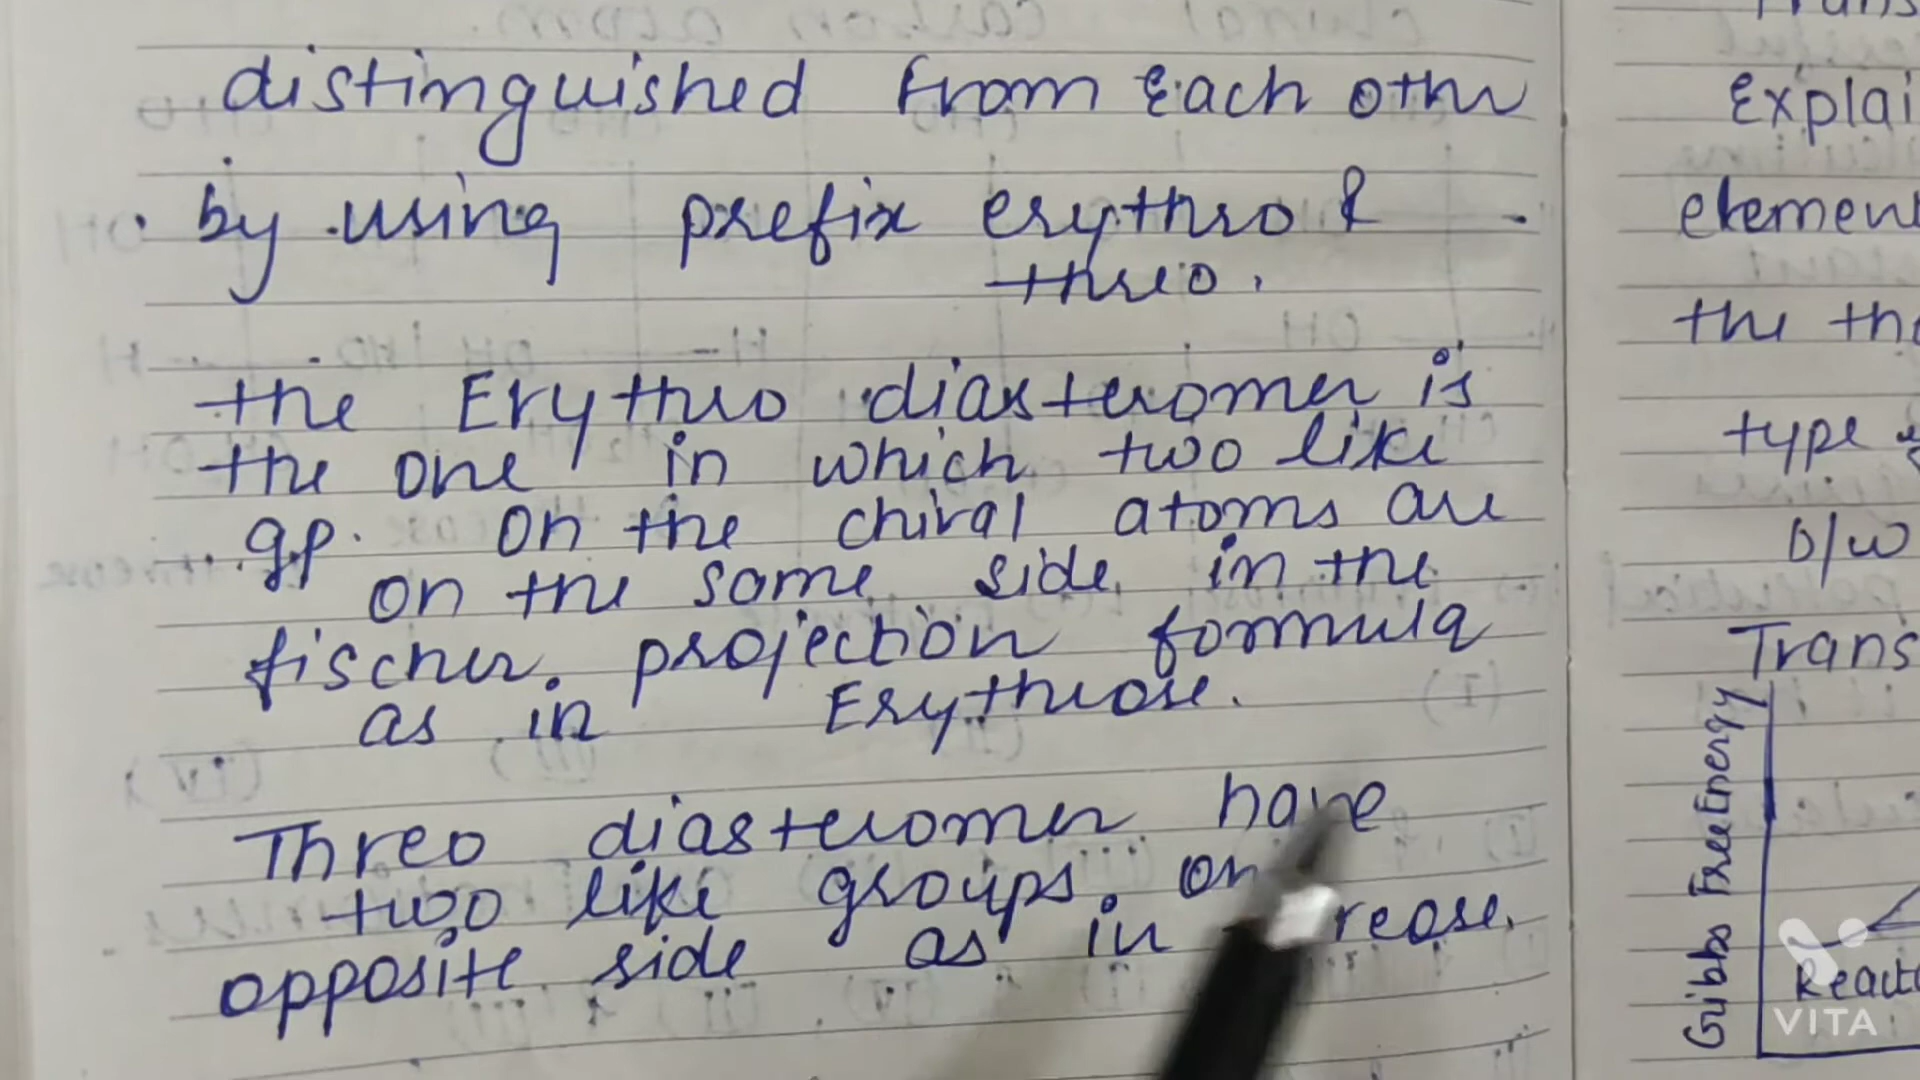 distinguished from Each other
by using prefix erythro &
threo.
the Erythro diasteromer is
the one in which two like
gp. on the chiral atoms are
on the same side in the
fischer projection formula
as in Erythrose.
Threo diasteromer have
two like groups on
opposite side as in
Explai
element
the the
type
b/w
Trans
Gibbs Free Energy
React
VITA